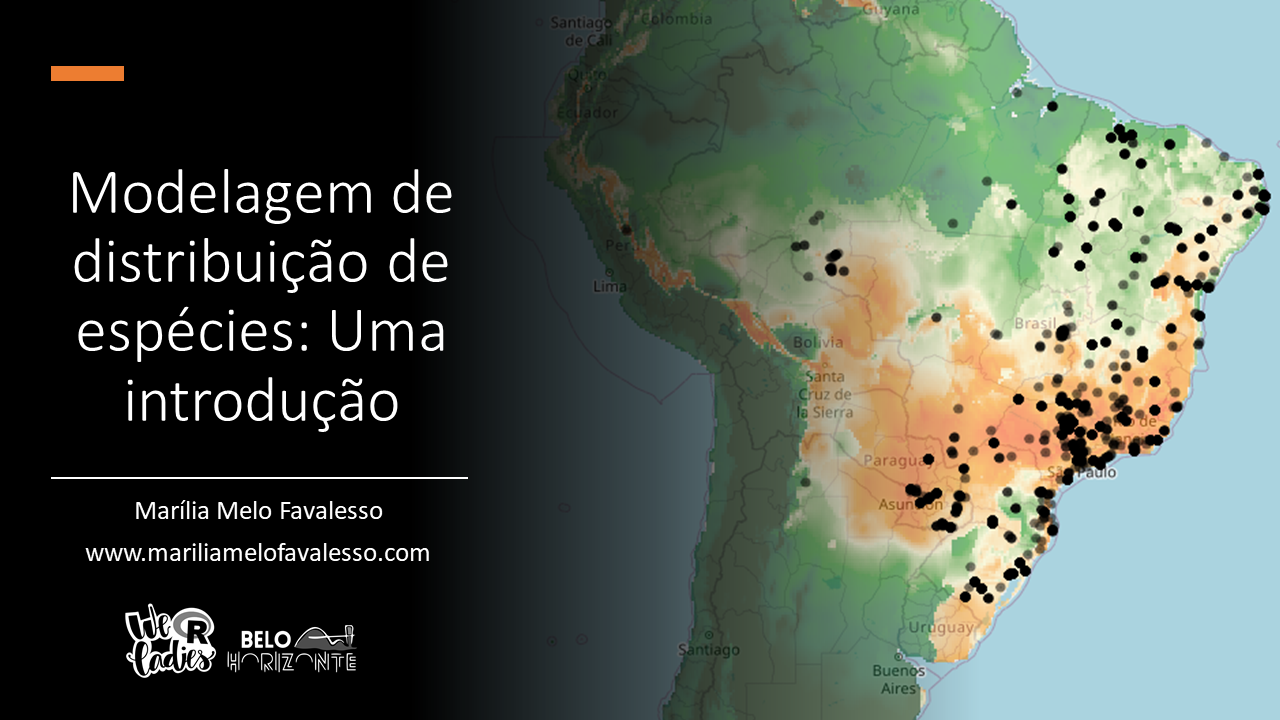 Modelagem de
distribuição de
espécies: Uma
introdução
Marília Melo Favalesso
www.mariliamelofavalesso.com
We R
ladies
BELO
HORIZONTE
Santiago
de Cali
Colombia
Guyana
Quito
Ecuador
Peru
Lima
Brasil
Bolivia
Santa
Cruz de
la Sierra
Rio de
Janeiro
Paraguay
São Paulo
Asunción
Uruguay
Santiago
Buenos
Aires